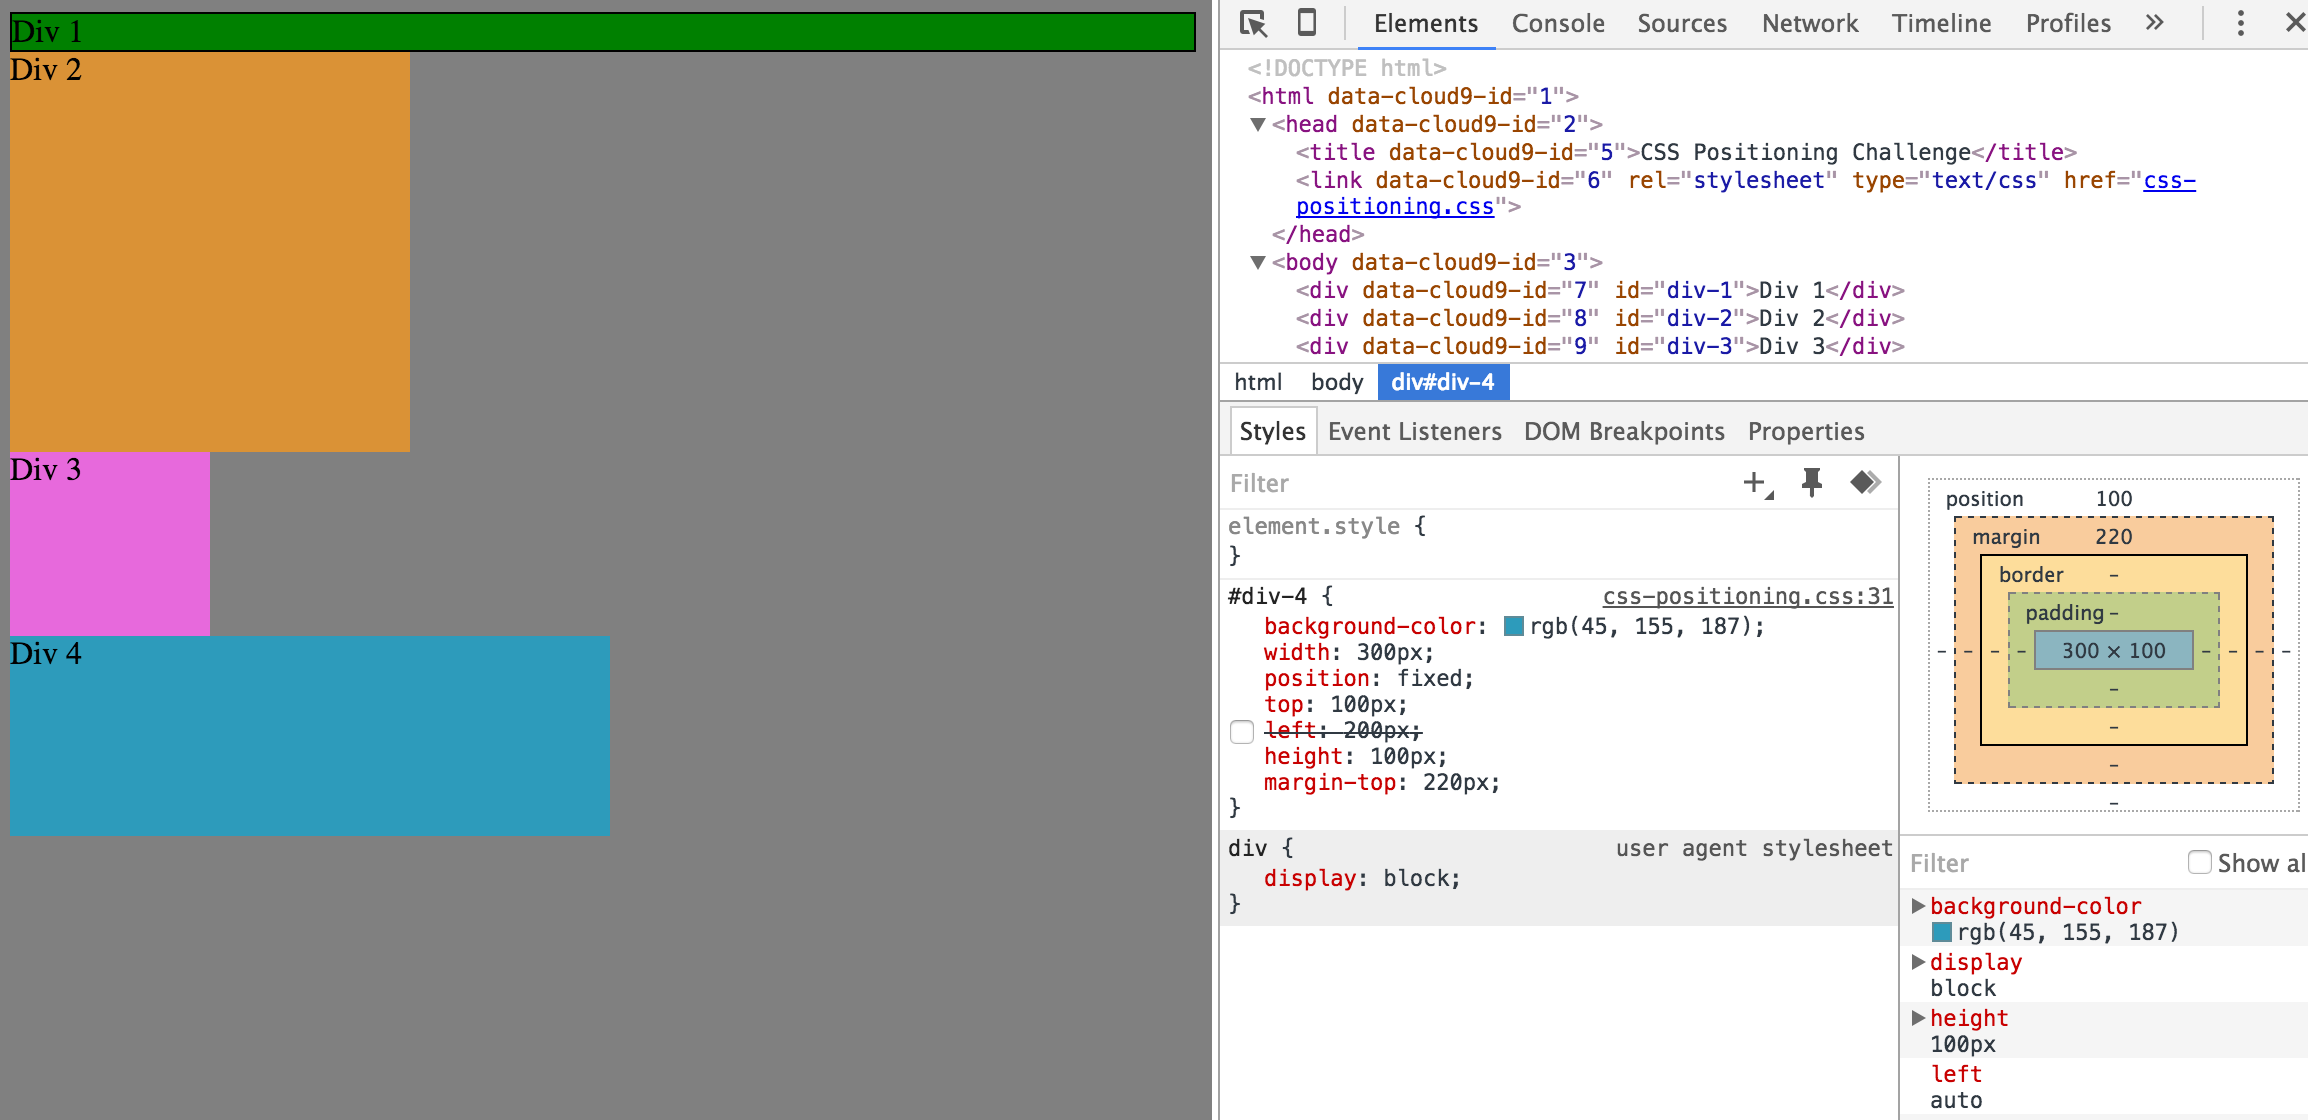 Div 1
Div 2
Div 3
Div 4
Elements Console Sources Network Timeline Profiles »
<!DOCTYPE html>
<html data-cloud9-id="1">
▼<head data-cloud9-id="2">
<title data-cloud9-id="5">CSS Positioning Challenge</title>
<link data-cloud9-id="6" rel="stylesheet" type="text/css" href="css-
positioning.css">
</head>
▼<body data-cloud9-id="3">
<div data-cloud9-id="7" id="div-1">Div 1</div>
<div data-cloud9-id="8" id="div-2">Div 2</div>
<div data-cloud9-id="9" id="div-3">Div 3</div>
html body div#div-4
Styles Event Listeners DOM Breakpoints Properties
Filter
element.style {
}
#div-4 { css-positioning.css:31
background-color: rgb(45, 155, 187);
width: 300px;
position: fixed;
top: 100px;
left: 200px;
height: 100px;
margin-top: 220px;
}
div { user agent stylesheet
display: block;
}
position 100
margin 220
border –
padding –
– – – – 300 × 100 – – – –
–
–
–
–
Filter Show al
background-color
rgb(45, 155, 187)
display
block
height
100px
left
auto